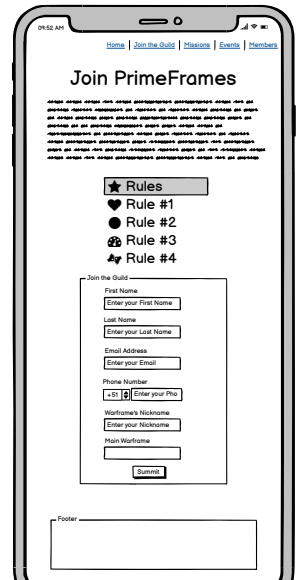 09:52 AM
Home | Join the Guild | Missions | Events | Members
Join PrimeFrames
Rules
Rule #1
Rule #2
Rule #3
Rule #4
Join the Guild
First Name
Enter your First Name
Last Name
Enter your Last Name
Email Address
Enter your Email
Phone Number
+51 Enter your Pho
Warframe's Nickname
Enter your Nickname
Main Warframe
Summit
Footer